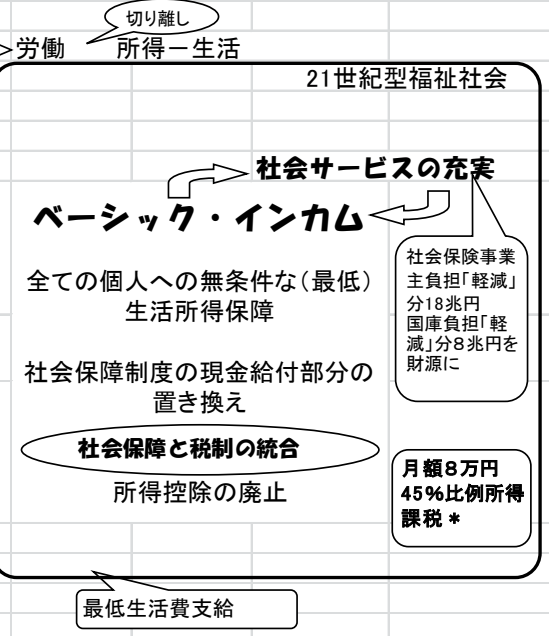 切り離し
>労働 所得－生活
21世紀型福祉社会
社会サービスの充実
ベーシック・インカム
社会保険事業
主負担「軽減」
分18兆円
国庫負担「軽
減」分８兆円を
財源に
全ての個人への無条件な（最低）
生活所得保障
社会保障制度の現金給付部分の
置き換え
社会保障と税制の統合
所得控除の廃止
月額８万円
45%比例所得
課税＊
最低生活費支給